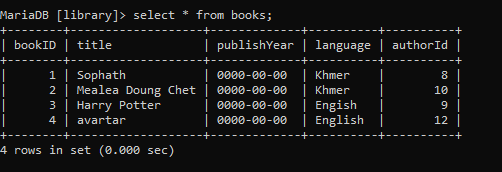 MariaDB [library]> select * from books;
+--------+-------------------+-------------+----------+----------+
| bookID | title | publishYear | language | authorId |
+--------+-------------------+-------------+----------+----------+
| 1 | Sophath | 0000-00-00 | Khmer | 8 |
| 2 | Mealea Doung Chet | 0000-00-00 | Khmer | 10 |
| 3 | Harry Potter | 0000-00-00 | Engish | 9 |
| 4 | avartar | 0000-00-00 | English | 12 |
+--------+-------------------+-------------+----------+----------+
4 rows in set (0.000 sec)